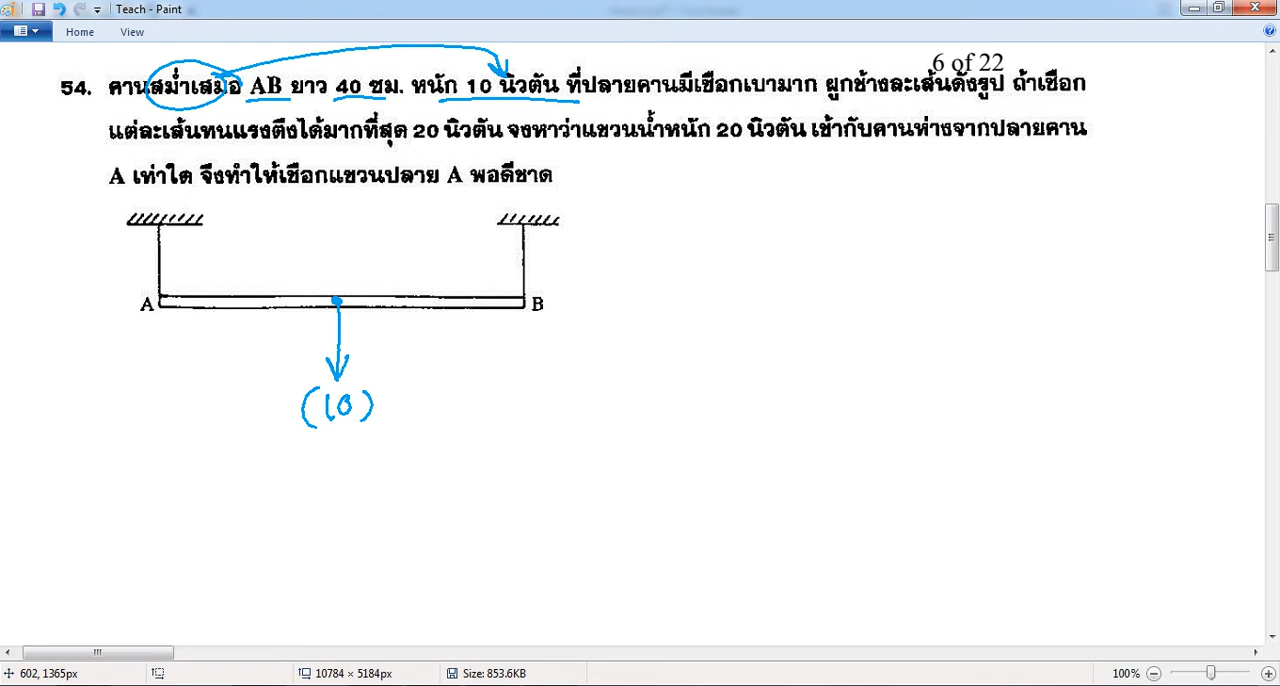 Teach - Paint
Home View
6 of 22
54. คานสม่ำเสมอ AB ยาว 40 ซม. หนัก 10 นิวตัน ที่ปลายคานมีเชือกเบามาก ผูกข้างละเส้นดังรูป ถ้าเชือก
แต่ละเส้นทนแรงตึงได้มากที่สุด 20 นิวตัน จงหาว่าแขวนน้ำหนัก 20 นิวตัน เข้ากับคานห่างจากปลายคาน
A เท่าใด จึงทำให้เชือกแขวนปลาย A พอดีขาด
A B
(10)
602, 1365px 10784 × 5184px Size: 853.6KB 100%